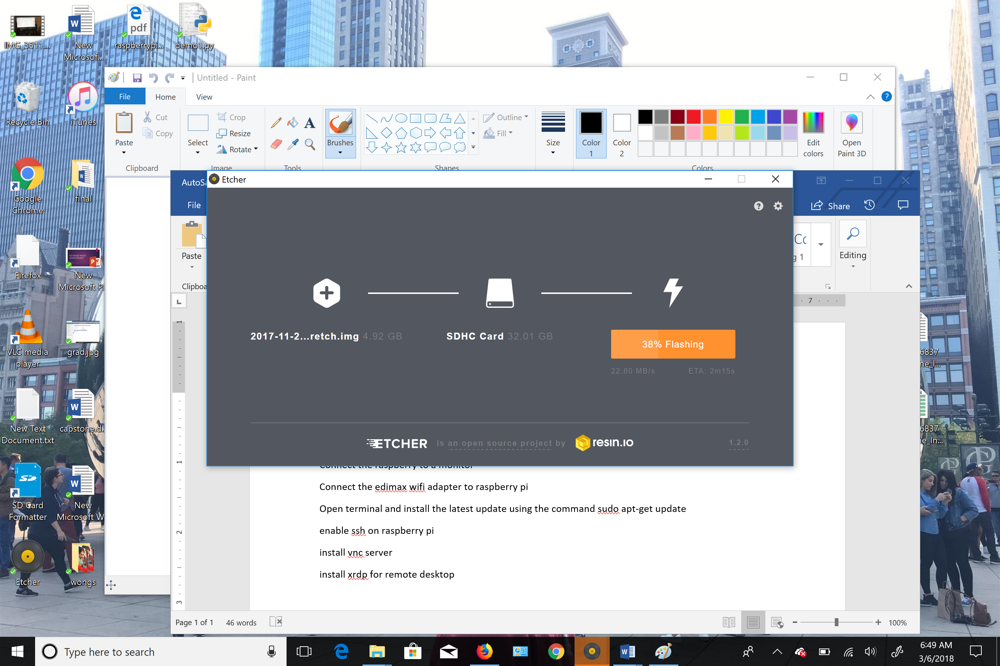 IMG_3511....
New
Microsof...
pdf
raspberrypi...
demo1.py
Recycle Bin
iTunes
Google
Chrome
final
Firefox
New
Microsoft P.
VLC media
player
grad.jpg
New Text
Document.txt
capstone.d..
SD Card
Formatter
New
Microsoft W
Etcher
wongs
Untitled - Paint
File
Home
View
Paste
Cut
Copy
Clipboard
Select
Crop
Resize
Rotate
Image
Tools
Brushes
Shapes
Outline
Fill
Size
Color
1
Color
2
Edit
colors
Colors
Open
Paint 3D
AutoSa
File
Share
Paste
Clipboa
Editing
g 1
7
Etcher
2017-11-2...retch.img 4.92 GB
SDHC Card 32.01 GB
38% Flashing
22.60 MB/s
ETA: 2m15s
ETCHER is an open source project by resin.io
1.2.0
Connect the raspberry to a monitor
Connect the edimax wifi adapter to raspberry pi
Open terminal and install the latest update using the command sudo apt-get update
enable ssh on raspberry pi
install vnc server
install xrdp for remote desktop
Page 1 of 1
46 words
100%
6837
ne_I...
6837
e_In...
Type here to search
6:49 AM
3/6/2018